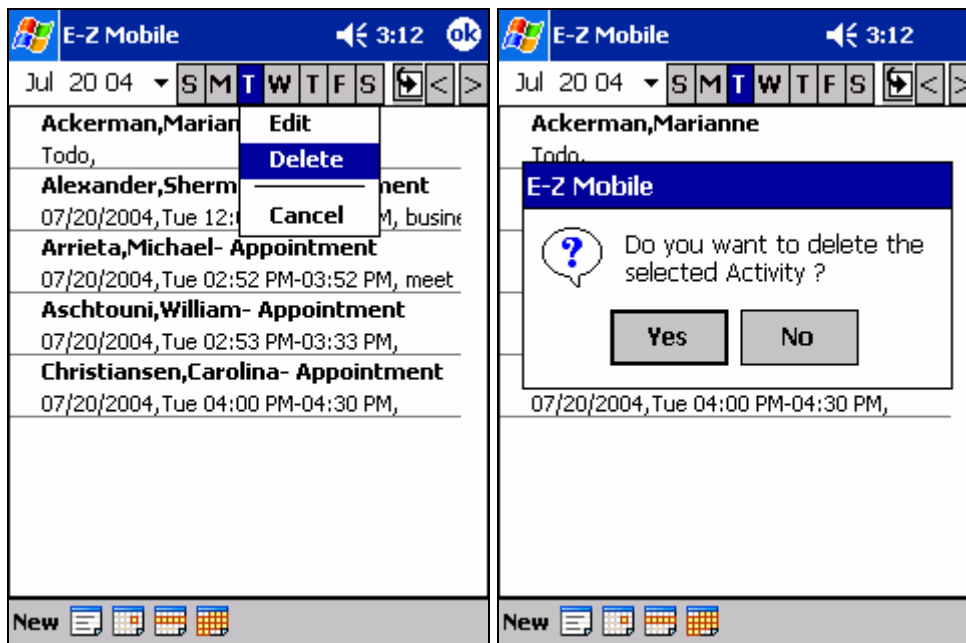 E-Z Mobile 3:12 ok
Jul 20 04 S M T W T F S < >
Ackerman,Marian
Todo,
Edit
Delete
Cancel
Alexander,Sherm ment
07/20/2004,Tue 12: M, busine
Arrieta,Michael- Appointment
07/20/2004,Tue 02:52 PM-03:52 PM, meet
Aschtouni,William- Appointment
07/20/2004,Tue 02:53 PM-03:33 PM,
Christiansen,Carolina- Appointment
07/20/2004,Tue 04:00 PM-04:30 PM,
New
E-Z Mobile 3:12
Jul 20 04 S M T W T F S < >
Ackerman,Marianne
Todo,
E-Z Mobile
?
Do you want to delete the
selected Activity ?
Yes No
07/20/2004,Tue 04:00 PM-04:30 PM,
New